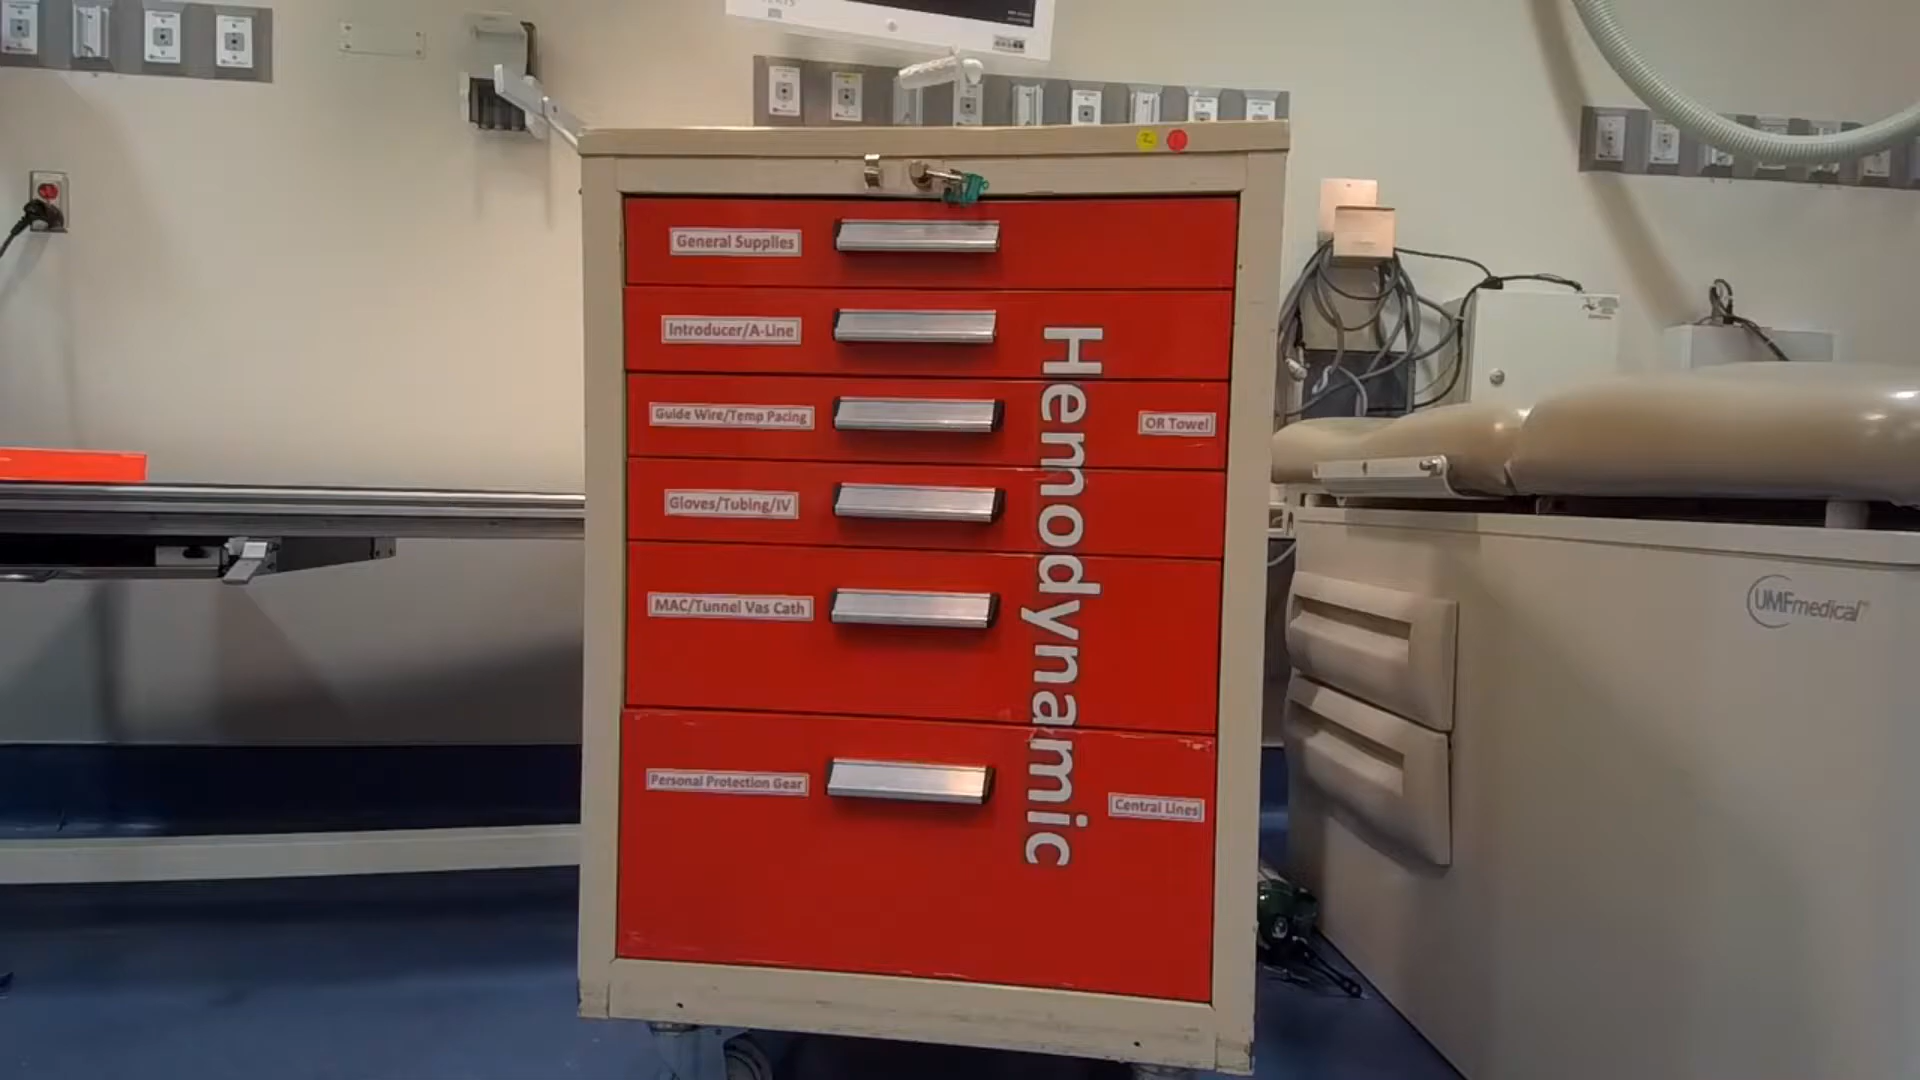 General Supplies
Introducer/A-Line
Guide Wire/Temp Pacing
OR Towel
Gloves/Tubing/IV
MAC/Tunnel Vas Cath
Personal Protection Gear
Central Lines
Hemodynamic
UMFmedical